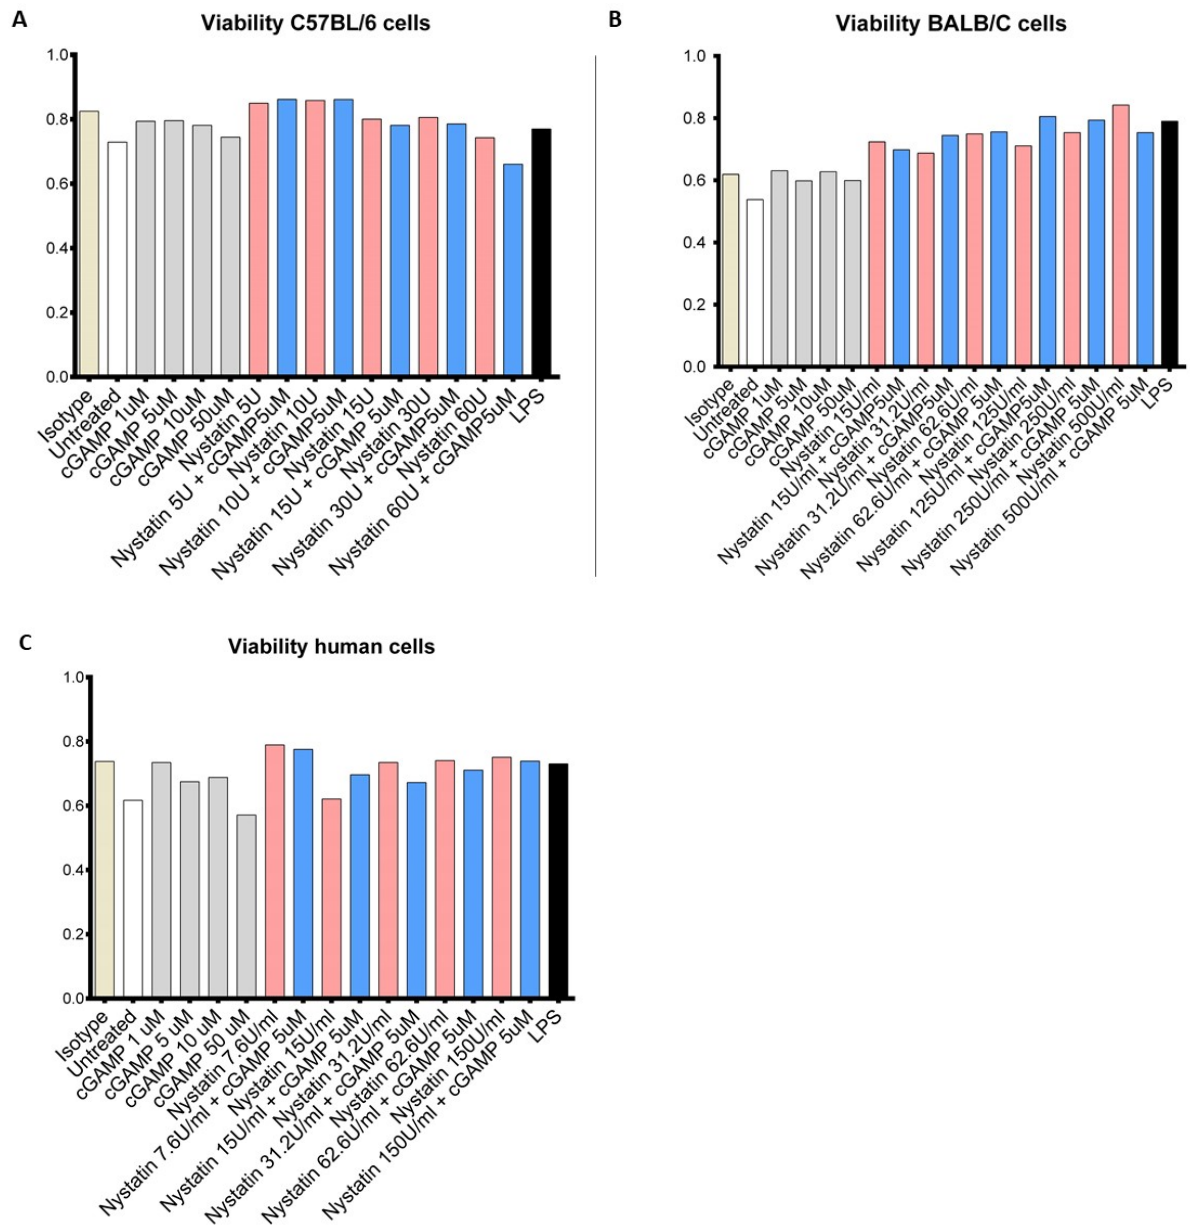 A
Viability C57BL/6 cells
1.0
0.8
0.6
0.4
0.2
0.0
Isotype
Untreated
cGAMP 1uM
cGAMP 5uM
cGAMP 10uM
cGAMP 50uM
Nystatin 5U
Nystatin 5U + cGAMP5uM
Nystatin 10U
Nystatin 10U + cGAMP5uM
Nystatin 15U
Nystatin 15U + cGAMP 5uM
Nystatin 30U
Nystatin 30U + cGAMP5uM
Nystatin 60U
Nystatin 60U + cGAMP5uM
LPS
B
Viability BALB/C cells
1.0
0.8
0.6
0.4
0.2
0.0
Isotype
Untreated
cGAMP 1uM
cGAMP 5uM
cGAMP 10uM
cGAMP 50uM
Nystatin 15U/ml
Nystatin 15U/ml + cGAMP5uM
Nystatin 31.2U/ml
Nystatin 31.2U/ml + cGAMP5uM
Nystatin 62.6U/ml
Nystatin 62.6U/ml + cGAMP 5uM
Nystatin 125U/ml
Nystatin 125U/ml + cGAMP5uM
Nystatin 250U/ml
Nystatin 250U/ml + cGAMP 5uM
Nystatin 500U/ml
Nystatin 500U/ml + cGAMP 5uM
LPS
C
Viability human cells
1.0
0.8
0.6
0.4
0.2
0.0
Isotype
Untreated
cGAMP 1 uM
cGAMP 5 uM
cGAMP 10 uM
cGAMP 50 uM
Nystatin 7.6U/ml
Nystatin 7.6U/ml + cGAMP 5uM
Nystatin 15U/ml
Nystatin 15U/ml + cGAMP 5uM
Nystatin 31.2U/ml
Nystatin 31.2U/ml + cGAMP 5uM
Nystatin 62.6U/ml
Nystatin 62.6U/ml + cGAMP 5uM
Nystatin 150U/ml
Nystatin 150U/ml + cGAMP 5uM
LPS